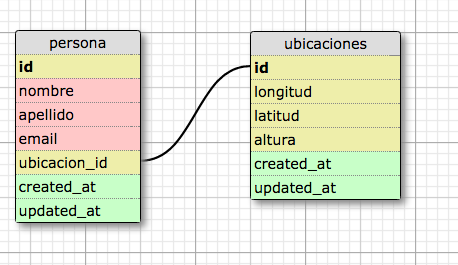 persona
id
nombre
apellido
email
ubicacion_id
created_at
updated_at
ubicaciones
id
longitud
latitud
altura
created_at
updated_at